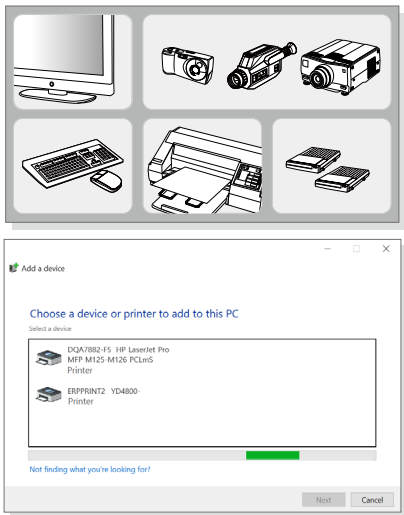 Add a device
Choose a device or printer to add to this PC
Select a device
DQA7882-F5 HP LaserJet Pro
MFP M125-M126 PCLmS
Printer
ERPPRINT2 YD4800-
Printer
Not finding what you're looking for?
Next
Cancel